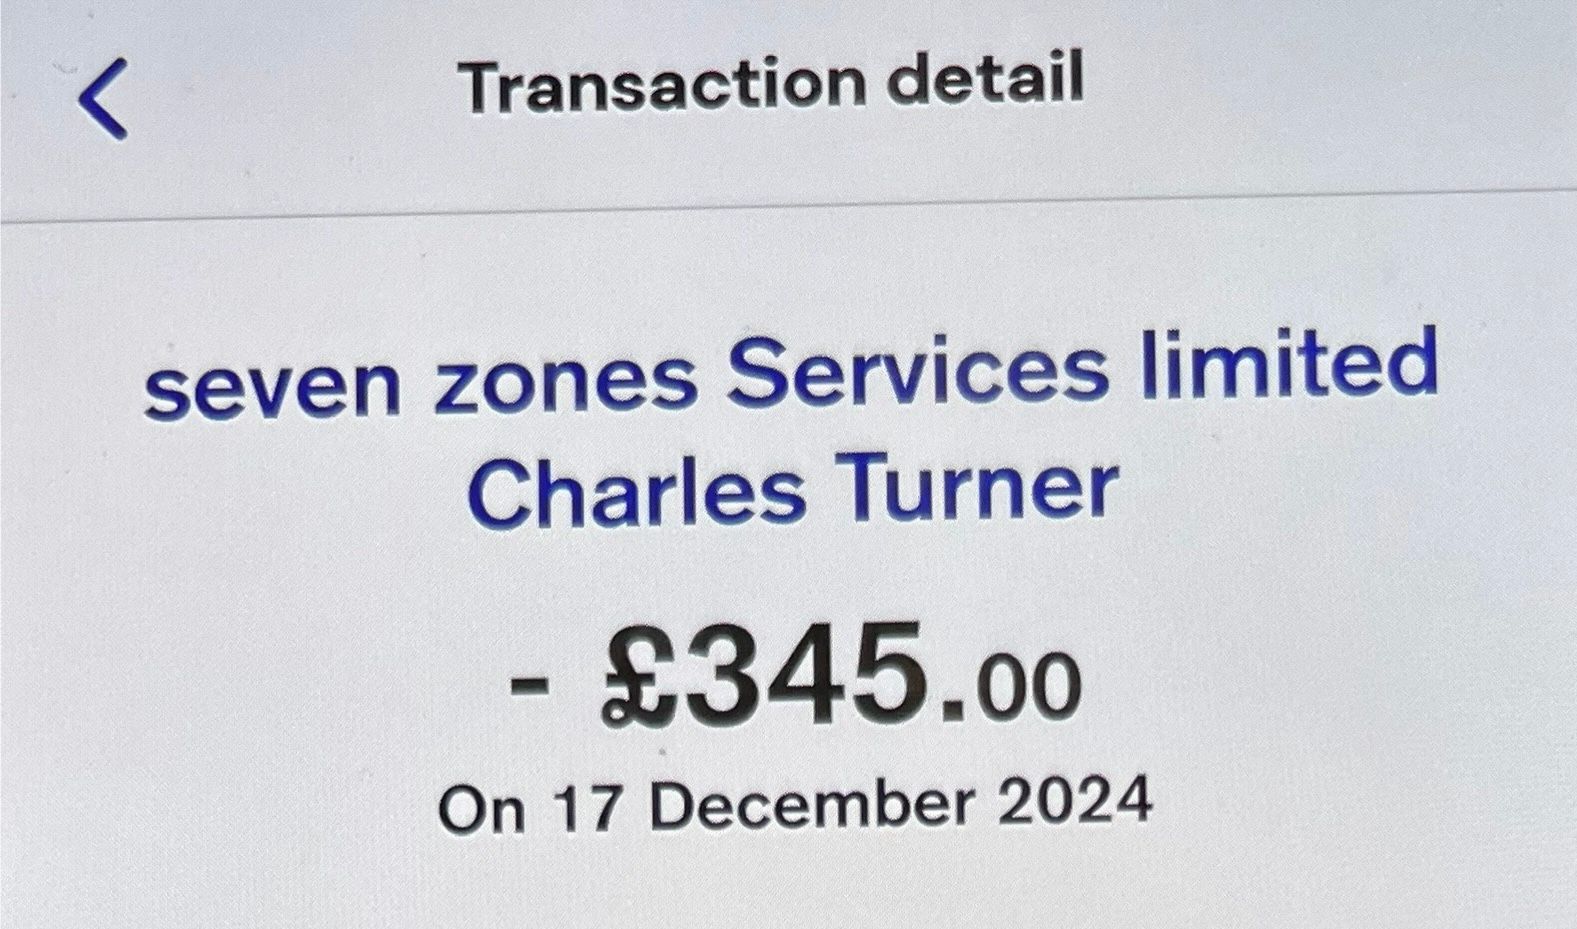 Transaction detail
seven zones Services limited
Charles Turner
- £345.00
On 17 December 2024